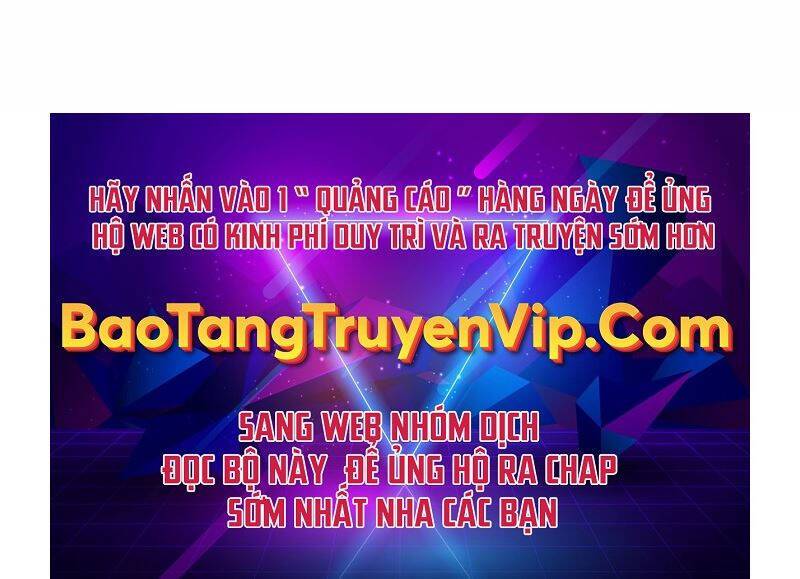 HÃY NHẤN VÀO 1 “ QUẢNG CÁO ” HÀNG NGÀY ĐỂ ỦNG
HỘ WEB CÓ KINH PHÍ DUY TRÌ VÀ RA TRUYỆN SỚM HƠN
BaoTangTruyenVip.Com
SANG WEB NHÓM DỊCH
ĐỌC BỘ NÀY ĐỂ ỦNG HỘ RA CHAP
SỚM NHẤT NHA CÁC BẠN